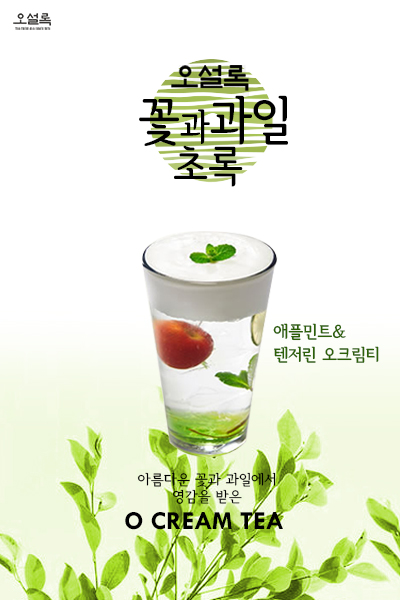 오설록
오설록
꽃과과일
초록
애플민트&
텐저린 오크림티
아름다운 꽃과 과일에서
영감을 받은
O CREAM TEA